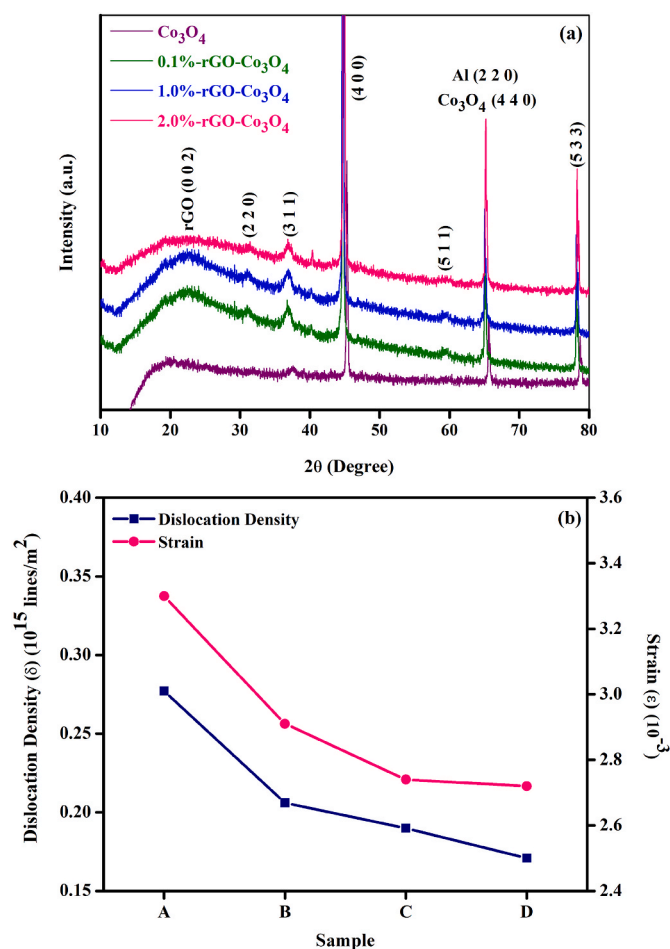 Co₃O₄
0.1%-rGO-Co₃O₄
1.0%-rGO-Co₃O₄
2.0%-rGO-Co₃O₄
(a)
Al (2 2 0)
Co₃O₄ (4 4 0)
(4 0 0)
(5 3 3)
rGO (0 0 2)
(2 2 0)
(3 1 1)
(5 1 1)
Intensity (a.u.)
10 20 30 40 50 60 70 80
2θ (Degree)
(b)
Dislocation Density
Strain
0.40
0.35
0.30
0.25
0.20
0.15
Dislocation Density (δ) (10¹⁵ lines/m²)
3.6
3.4
3.2
3.0
2.8
2.6
2.4
Strain (ε) (10⁻³)
A B C D
Sample